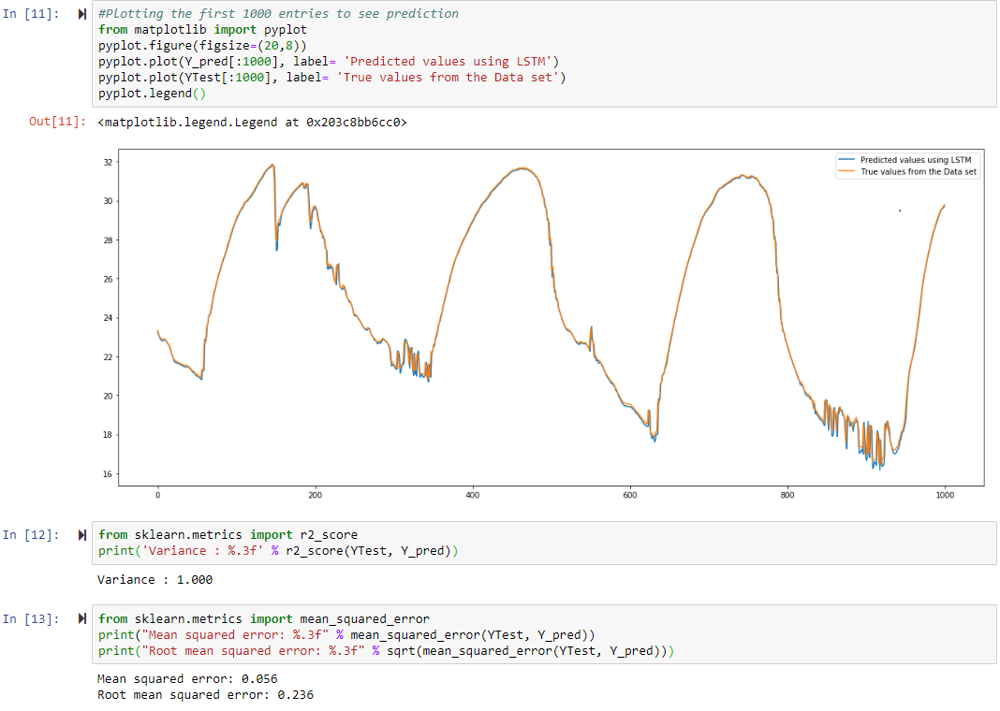 In [11]:
#Plotting the first 1000 entries to see prediction
from matplotlib import pyplot
pyplot.figure(figsize=(20,8))
pyplot.plot(Y_pred[:1000], label= 'Predicted values using LSTM')
pyplot.plot(YTest[:1000], label= 'True values from the Data set')
pyplot.legend()
Out[11]: <matplotlib.legend.Legend at 0x203c8bb6cc0>
Predicted values using LSTM
True values from the Data set
32
30
28
26
24
22
20
18
16
0 200 400 600 800 1000
In [12]:
from sklearn.metrics import r2_score
print('Variance : %.3f' % r2_score(YTest, Y_pred))
Variance : 1.000
In [13]:
from sklearn.metrics import mean_squared_error
print("Mean squared error: %.3f" % mean_squared_error(YTest, Y_pred))
print("Root mean squared error: %.3f" % sqrt(mean_squared_error(YTest, Y_pred)))
Mean squared error: 0.056
Root mean squared error: 0.236